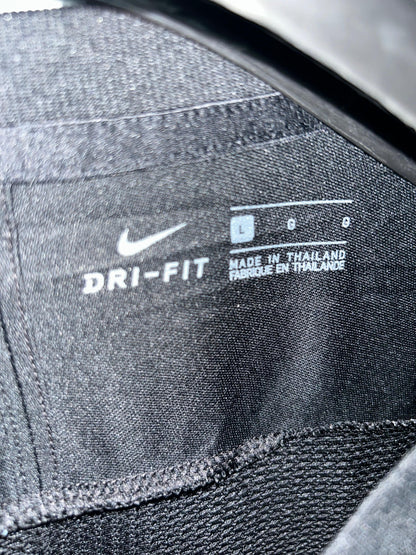 DRI-FIT
L G G
MADE IN THAILAND
FABRIQUE EN THAILANDE